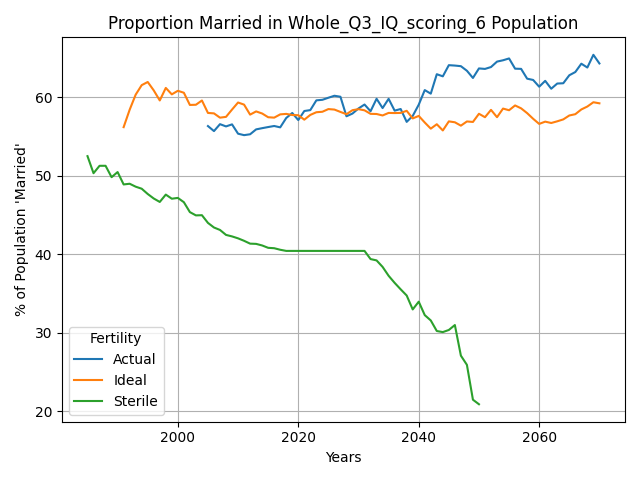 Proportion Married in Whole_Q3_IQ_scoring_6 Population
% of Population 'Married'
60
50
40
30
20
Fertility
Actual
Ideal
Sterile
2000 2020 2040 2060
Years